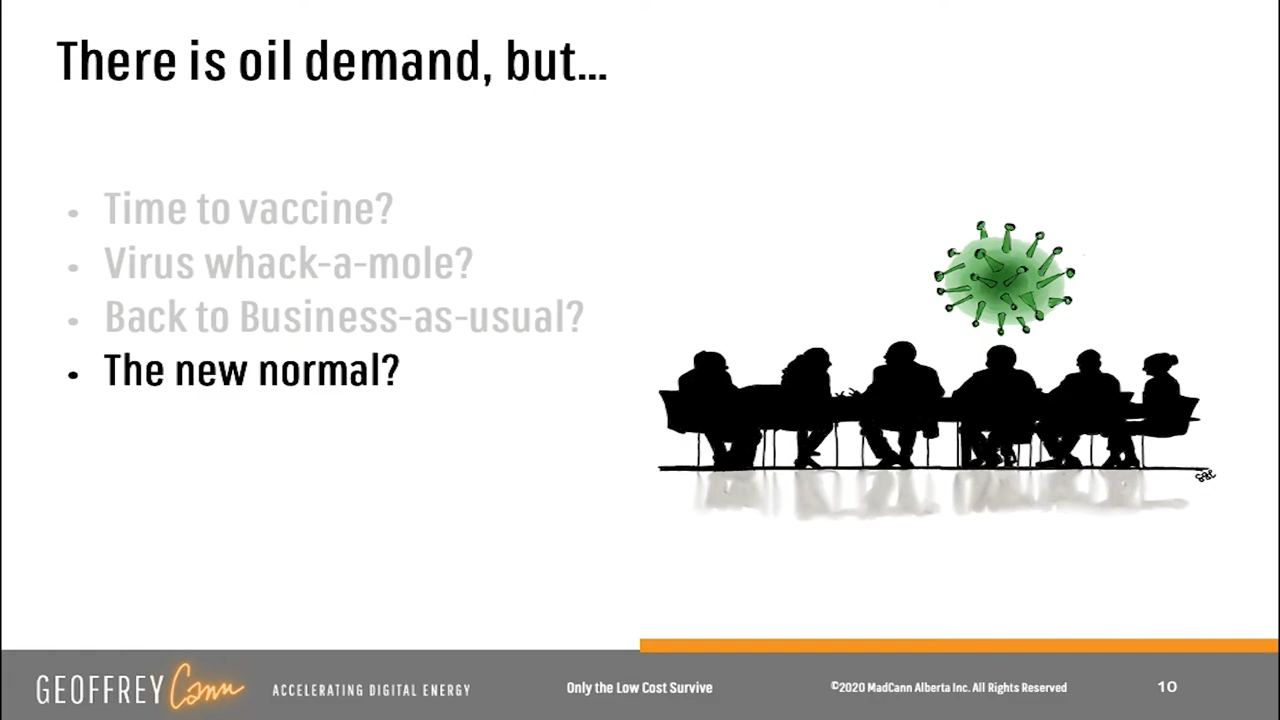 There is oil demand, but...
• Time to vaccine?
• Virus whack-a-mole?
• Back to Business-as-usual?
• The new normal?
GEOFFREY Cann ACCELERATING DIGITAL ENERGY Only the Low Cost Survive ©2020 MadCann Alberta Inc. All Rights Reserved 10